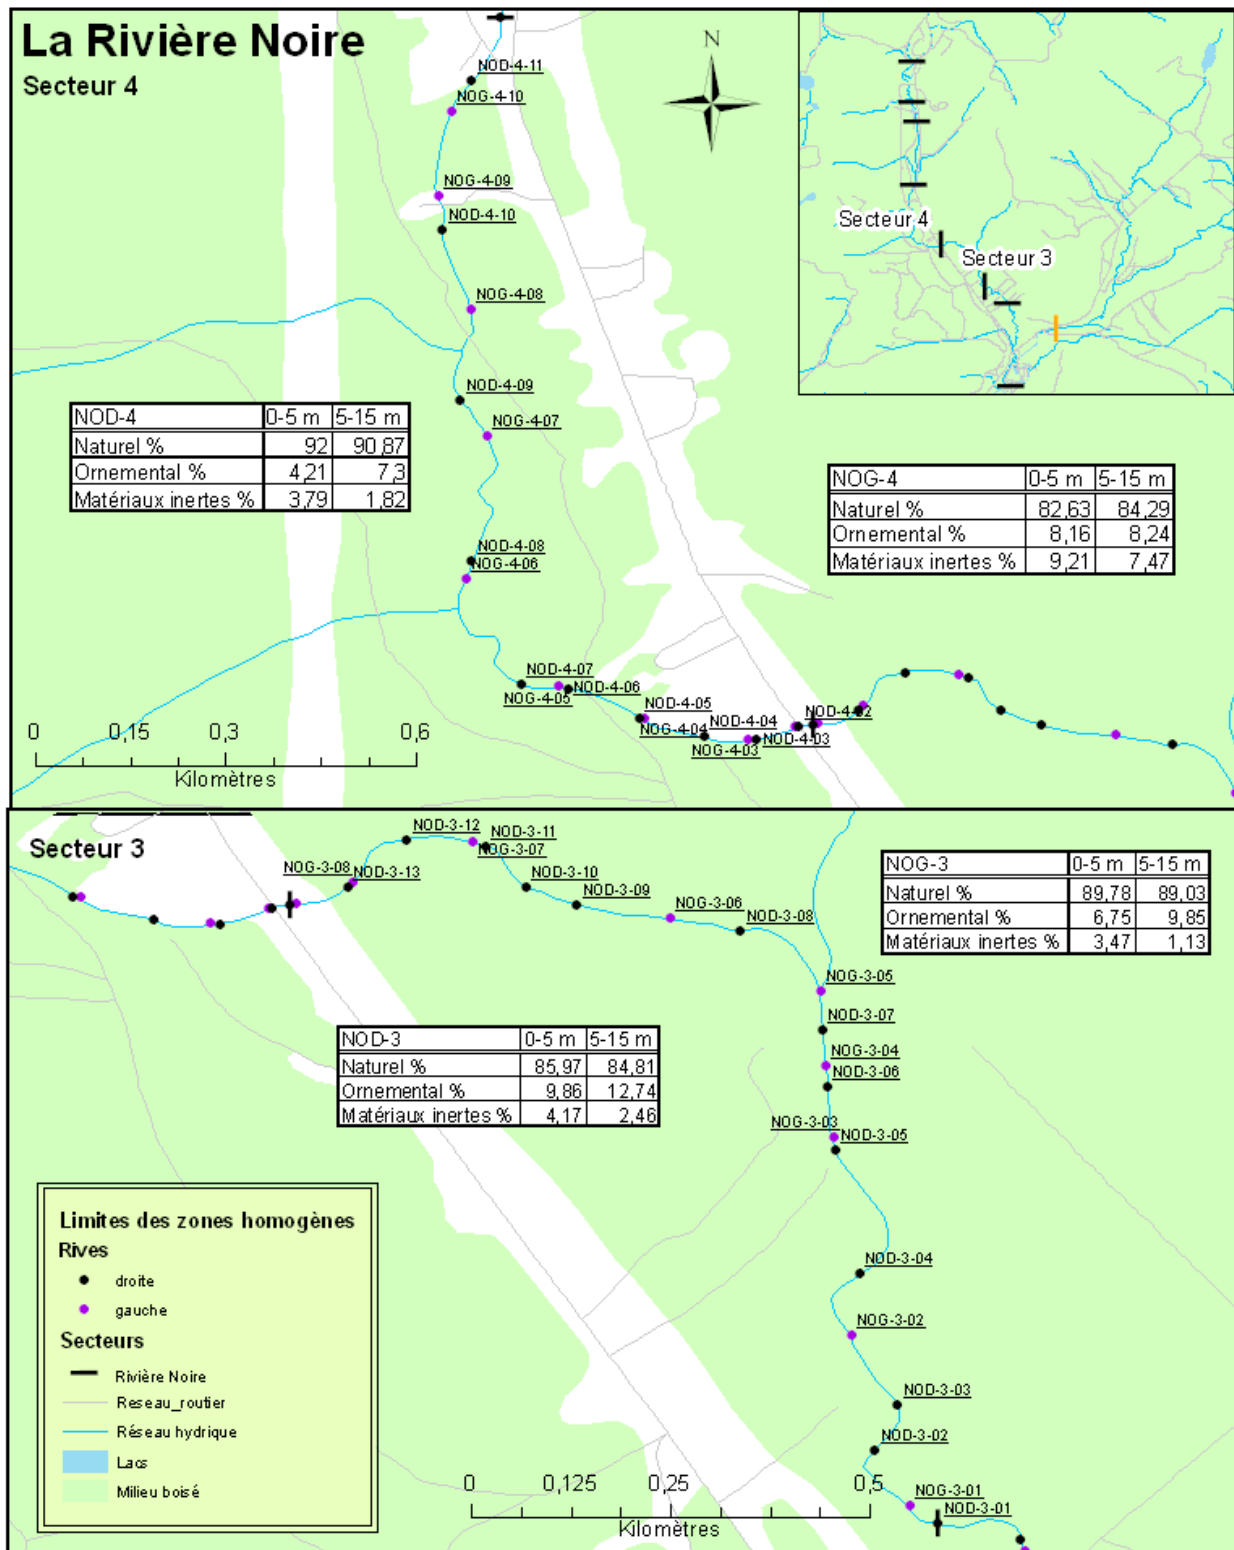 La Rivière Noire
Secteur 4
N
NOD-4-11
NOG-4-10
NOG-4-09
NOD-4-10
NOG-4-08
NOD-4-09
NOG-4-07
NOD-4-08
NOG-4-06
NOD-4-07
NOG-4-05
NOD-4-06
NOD-4-05
NOG-4-04
NOD-4-04
NOG-4-03
NOD-4-03
NOD-4-02
Secteur 4
Secteur 3
NOD-4 0-5 m 5-15 m
Naturel % 92 90,87
Ornemental % 4,21 7,3
Matériaux inertes % 3,79 1,82
NOG-4 0-5 m 5-15 m
Naturel % 82,63 84,29
Ornemental % 8,16 8,24
Matériaux inertes % 9,21 7,47
0 0,15 0,3 0,6
Kilomètres
Secteur 3
NOD-3-12
NOD-3-11
NOG-3-07
NOG-3-08
NOD-3-13
NOD-3-10
NOD-3-09
NOG-3-06
NOD-3-08
NOG-3-05
NOD-3-07
NOG-3-04
NOD-3-06
NOG-3-03
NOD-3-05
NOD-3-04
NOG-3-02
NOD-3-03
NOD-3-02
NOG-3-01
NOD-3-01
NOG-3 0-5 m 5-15 m
Naturel % 89,78 89,03
Ornemental % 6,75 9,85
Matériaux inertes % 3,47 1,13
NOD-3 0-5 m 5-15 m
Naturel % 85,97 84,81
Ornemental % 9,86 12,74
Matériaux inertes % 4,17 2,46
Limites des zones homogènes
Rives
droite
gauche
Secteurs
Rivière Noire
Reseau_routier
Réseau hydrique
Lacs
Milieu boisé
0 0,125 0,25 0,5
Kilomètres